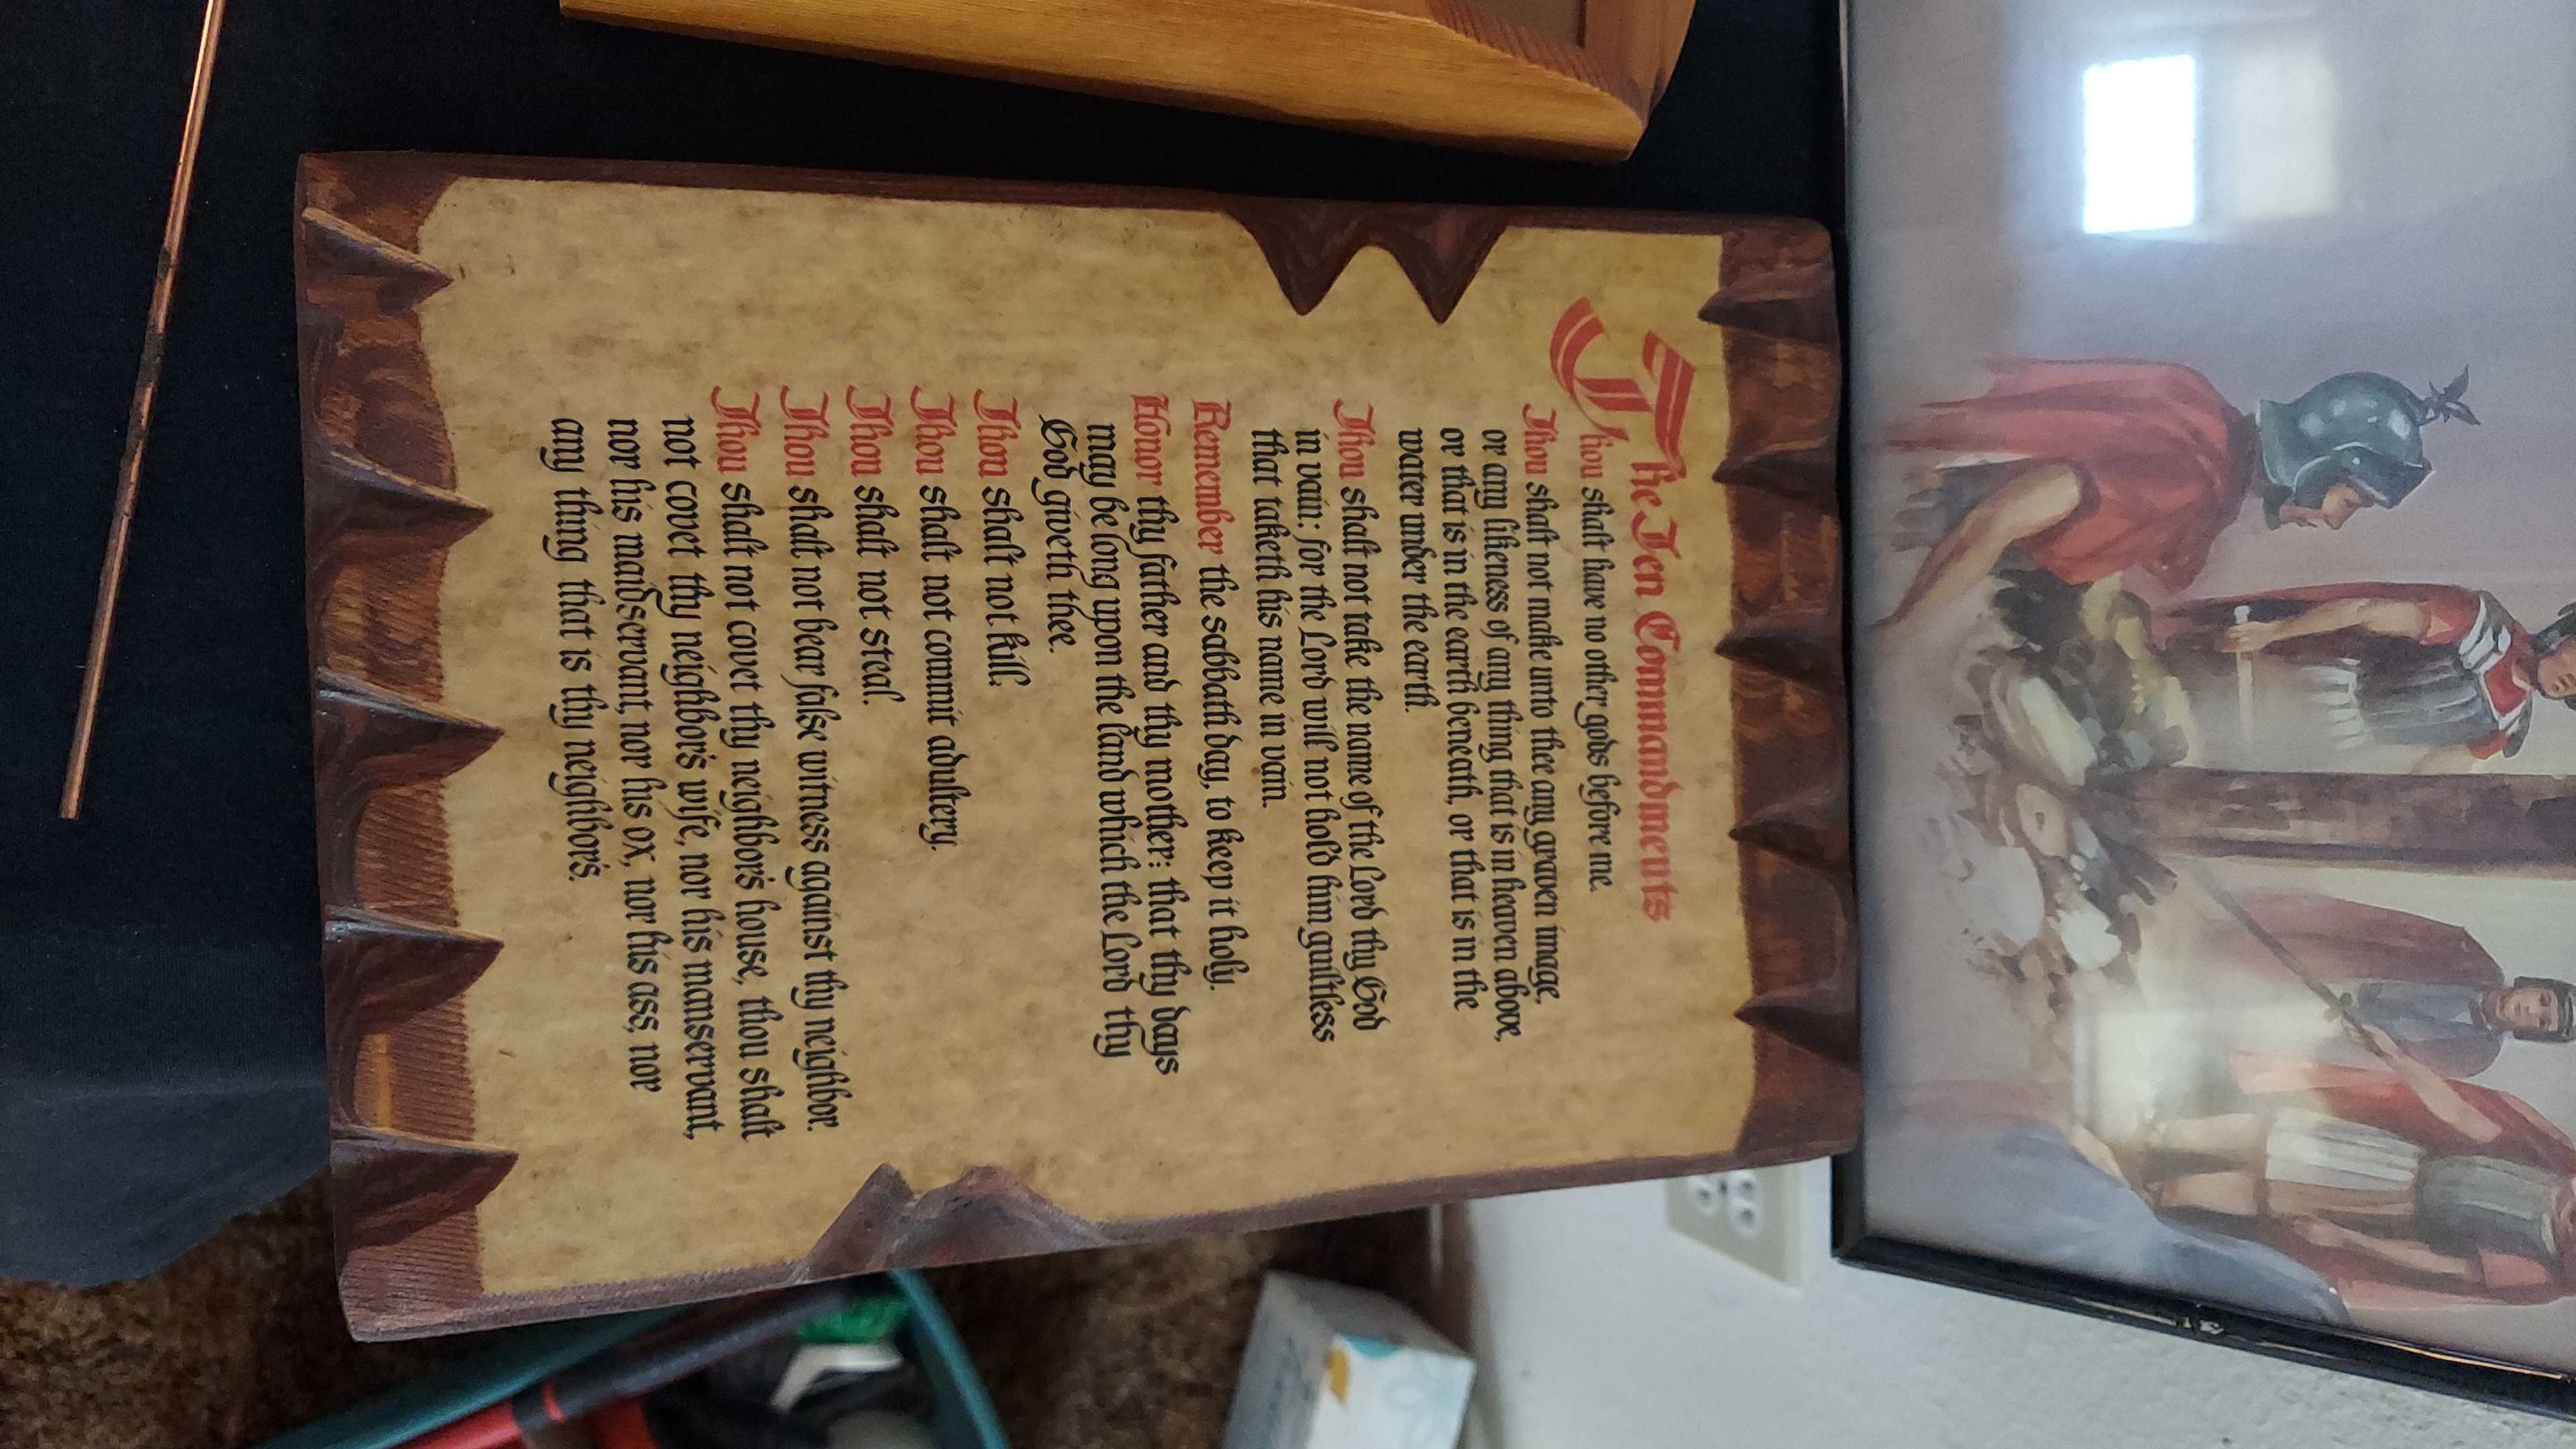 The Ten Commandments
Thou shalt have no other gods before me.
Thou shalt not make unto thee any graven image,
or any likeness of any thing that is in heaven above,
or that is in the earth beneath, or that is in the
water under the earth.
Thou shalt not take the name of the Lord thy God
in vain: for the Lord will not hold him guiltless
that taketh his name in vain.
Remember the sabbath day, to keep it holy.
Honor thy father and thy mother: that thy days
may be long upon the land which the Lord thy
God giveth thee.
Thou shalt not kill.
Thou shalt not commit adultery.
Thou shalt not steal.
Thou shalt not bear false witness against thy neighbor.
Thou shalt not covet thy neighbor's house, thou shalt
not covet thy neighbor's wife, nor his manservant,
nor his maidservant, nor his ox, nor his ass, nor
any thing that is thy neighbor's.